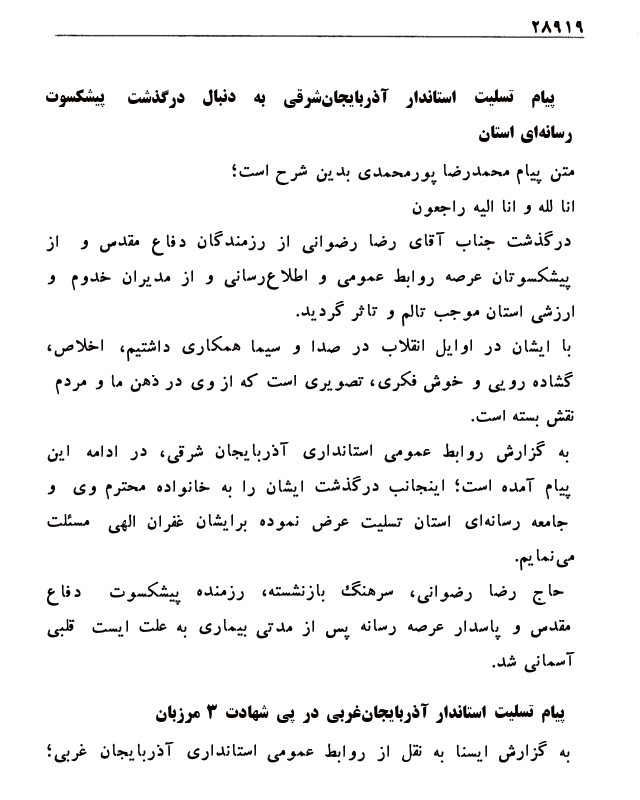 ۲۸۹۱۹
پیام تسلیت استاندار آذربایجان‌شرقی به دنبال درگذشت پیشکسوت
رسانه‌ای استان
متن پیام محمدرضا پورمحمدی بدین شرح است؛
انا لله و انا الیه راجعون
درگذشت جناب آقای رضا رضوانی از رزمندگان دفاع مقدس و از
پیشکسوتان عرصه روابط عمومی و اطلاع‌رسانی و از مدیران خدوم و
ارزشی استان موجب تالم و تاثر گردید.
با ایشان در اوایل انقلاب در صدا و سیما همکاری داشتیم، اخلاص،
گشاده رویی و خوش فکری، تصویری است که از وی در ذهن ما و مردم
نقش بسته است.
به گزارش روابط عمومی استانداری آذربایجان شرقی، در ادامه این
پیام آمده است؛ اینجانب درگذشت ایشان را به خانواده محترم وی و
جامعه رسانه‌ای استان تسلیت عرض نموده برایشان غفران الهی مسئلت
می‌نمایم.
حاج رضا رضوانی، سرهنگ بازنشسته، رزمنده پیشکسوت دفاع
مقدس و پاسدار عرصه رسانه پس از مدتی بیماری به علت ایست قلبی
آسمانی شد.
پیام تسلیت استاندار آذربایجان‌غربی در پی شهادت ۳ مرزبان
به گزارش ایسنا به نقل از روابط عمومی استانداری آذربایجان غربی؛